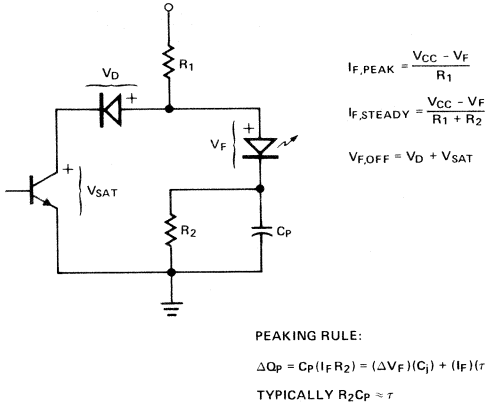 R1
VD
+
IF,PEAK = VCC − VF / R1
IF,STEADY = VCC − VF / R1 + R2
VF,OFF = VD + VSAT
VF
+
+
VSAT
R2
CP
PEAKING RULE:
ΔQP = CP(IFR2) = (ΔVF)(Ci) + (IF)(τ
TYPICALLY R2CP ≈ τ